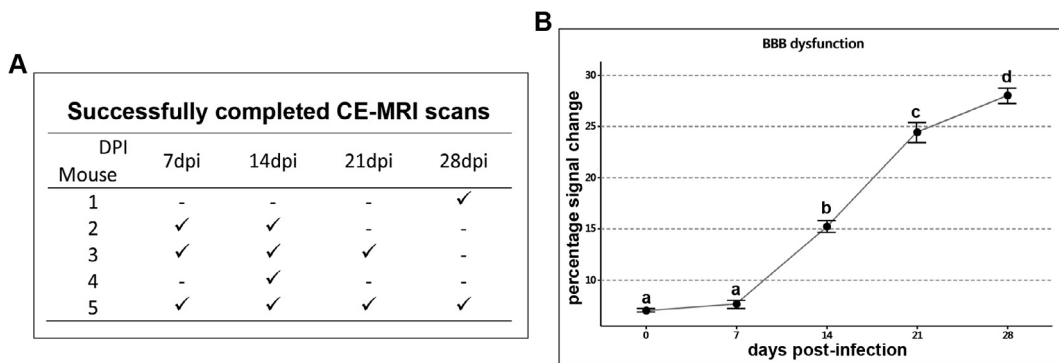 A
Successfully completed CE-MRI scans
DPI
Mouse 7dpi 14dpi 21dpi 28dpi
1 - - - ✓
2 ✓ ✓ - -
3 ✓ ✓ ✓ -
4 - ✓ - -
5 ✓ ✓ ✓ ✓
B
BBB dysfunction
percentage signal change
30
25
20
15
10
a
a
b
c
d
0 7 14 21 28
days post-infection